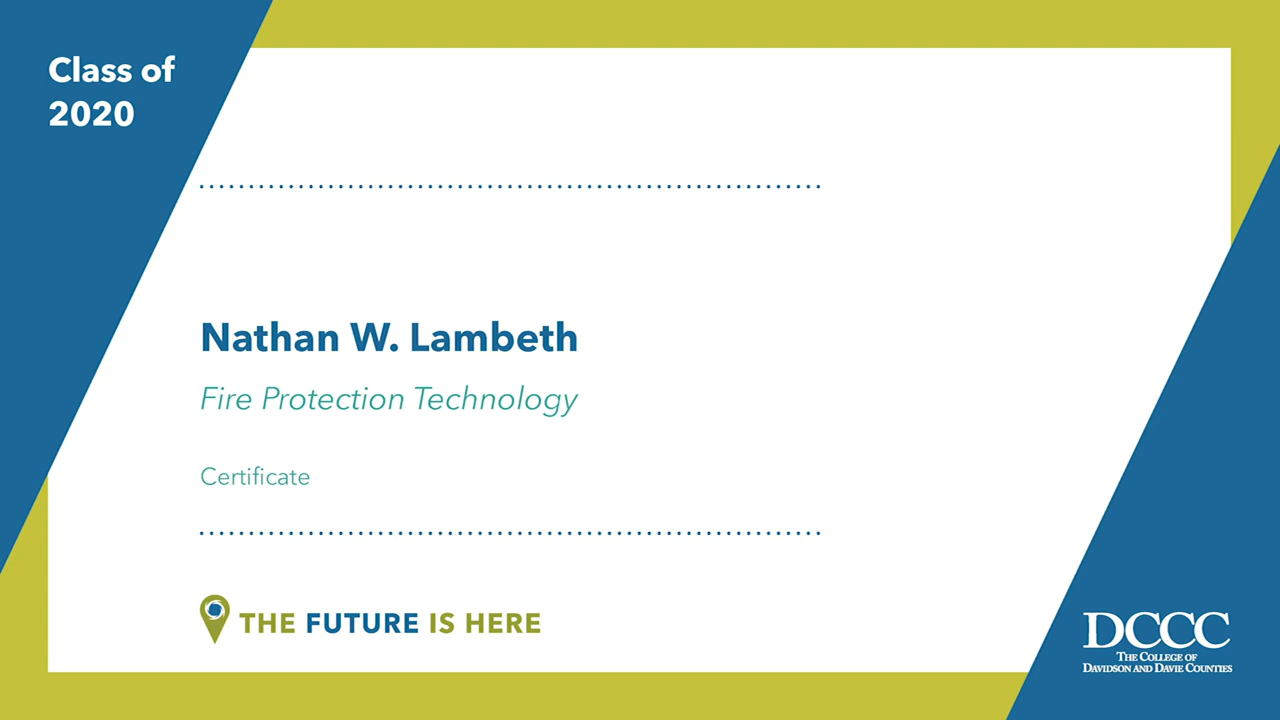 Class of
2020
Nathan W. Lambeth
Fire Protection Technology
Certificate
THE FUTURE IS HERE
DCCC
THE COLLEGE OF
DAVIDSON AND DAVIE COUNTIES